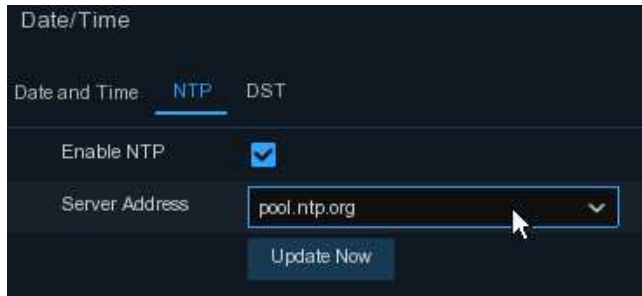 Date/Time
Date and Time NTP DST
Enable NTP
Server Address pool.ntp.org
Update Now